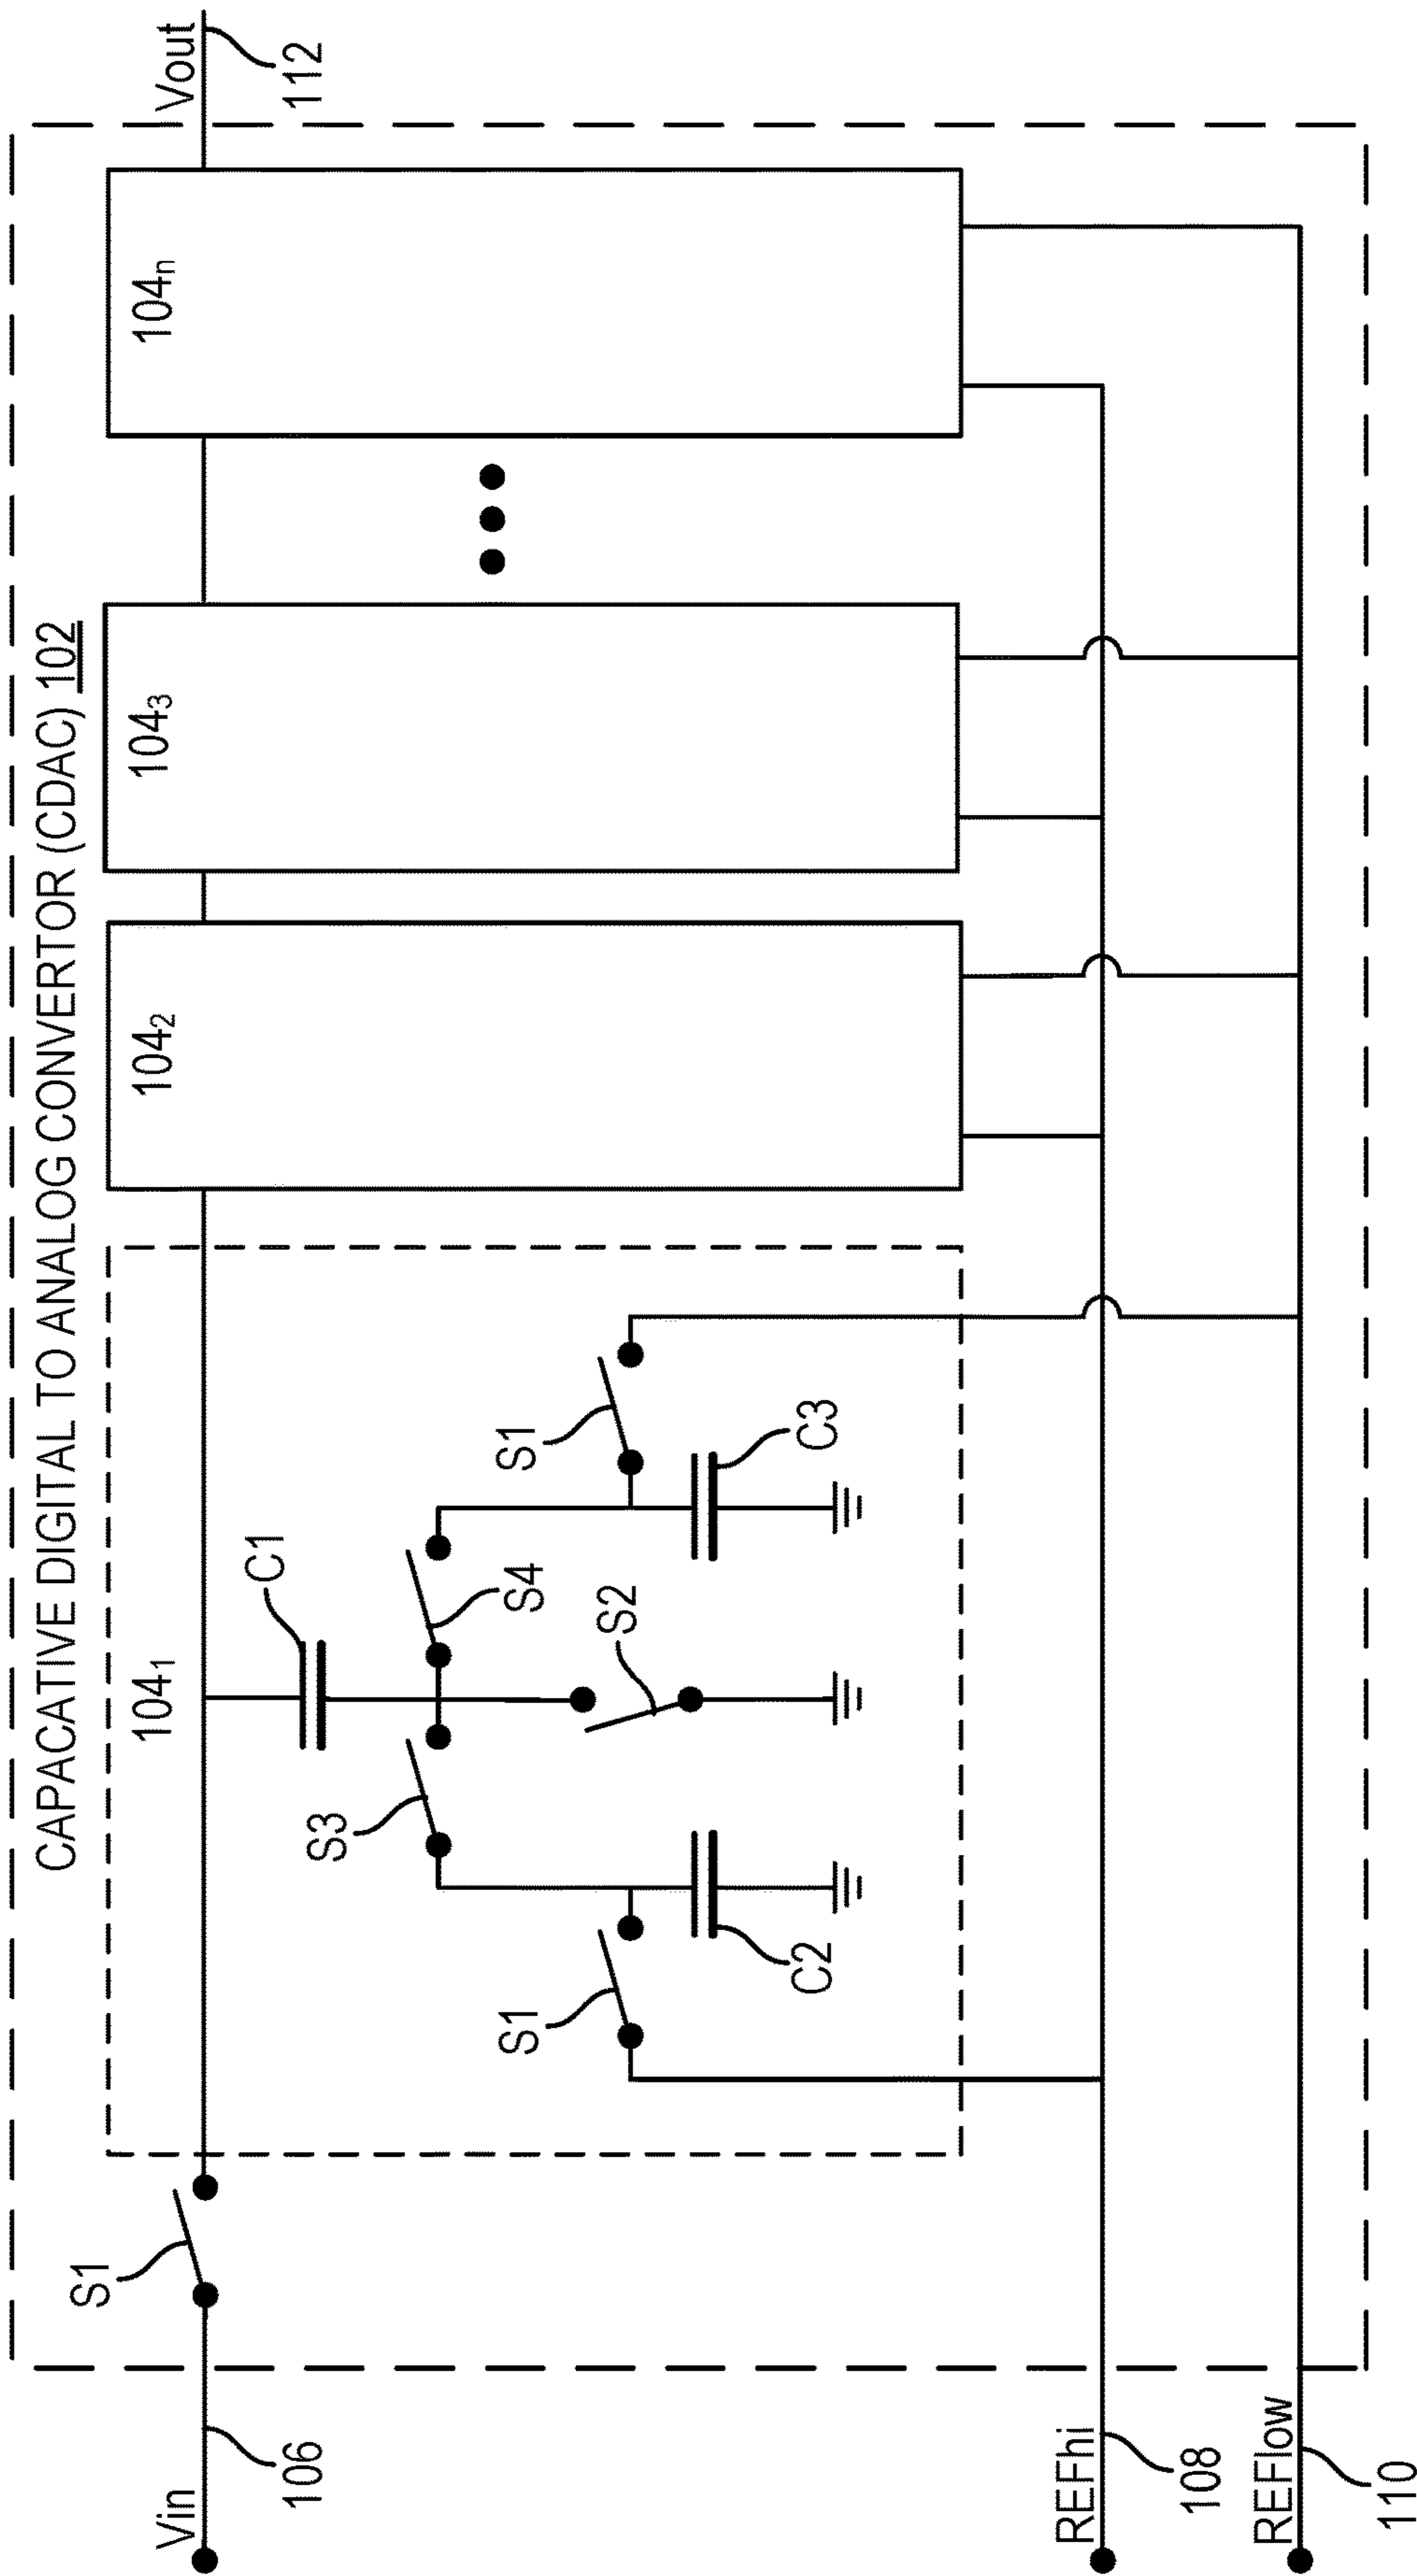 CAPACATIVE DIGITAL TO ANALOG CONVERTOR (CDAC) 102
Vin
106
S1
104₁
C1
S3
S4
S2
S1
C2
S1
C3
104₂
104₃
104ₙ
Vout
112
REFhi
108
REFlow
110